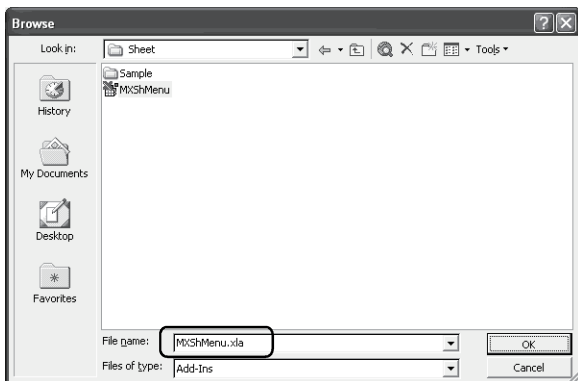 Browse
Look in: Sheet Tools
Sample
MXShMenu
History
My Documents
Desktop
Favorites
File name: MXShMenu.xla OK
Files of type: Add-Ins Cancel